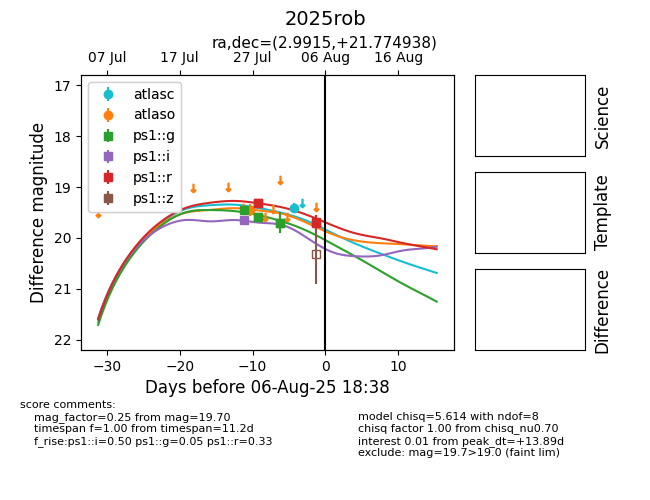 2025rob
ra,dec=(2.9915,+21.774938)
07 Jul 17 Jul 27 Jul 06 Aug 16 Aug
17
18
19
20
21
22
Difference magnitude
atlasc
atlaso
ps1::g
ps1::i
ps1::r
ps1::z
−30 −20 −10 0 10
Days before 06-Aug-25 18:38
Science
Template
Difference
score comments:
mag_factor=0.25 from mag=19.70
timespan f=1.00 from timespan=11.2d
f_rise:ps1::i=0.50 ps1::g=0.05 ps1::r=0.33
model chisq=5.614 with ndof=8
chisq factor 1.00 from chisq_nu0.70
interest 0.01 from peak_dt=+13.89d
exclude: mag=19.7>19.0 (faint lim)